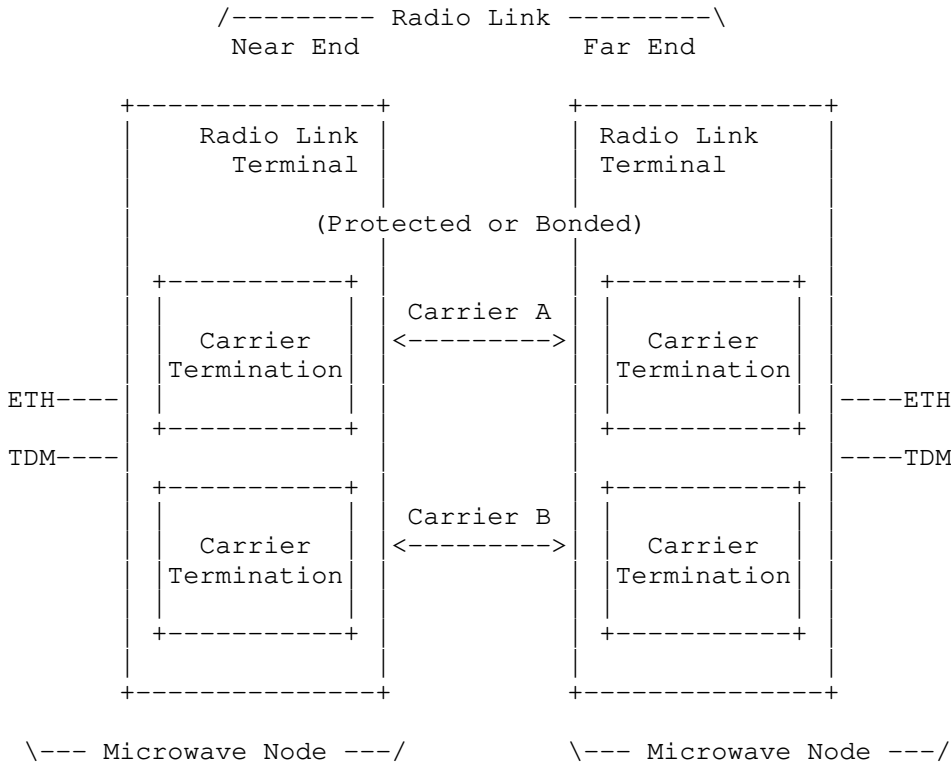 /--------- Radio Link ---------\
Near End Far End
Radio Link Radio Link
Terminal Terminal
(Protected or Bonded)
Carrier A
Carrier <---------> Carrier
Termination Termination
ETH---- ----ETH
TDM---- ----TDM
Carrier B
Carrier <---------> Carrier
Termination Termination
\--- Microwave Node ---/ \--- Microwave Node ---/